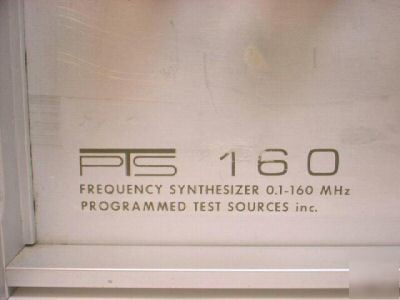 PTS 160
FREQUENCY SYNTHESIZER 0.1-160 MHz
PROGRAMMED TEST SOURCES inc.